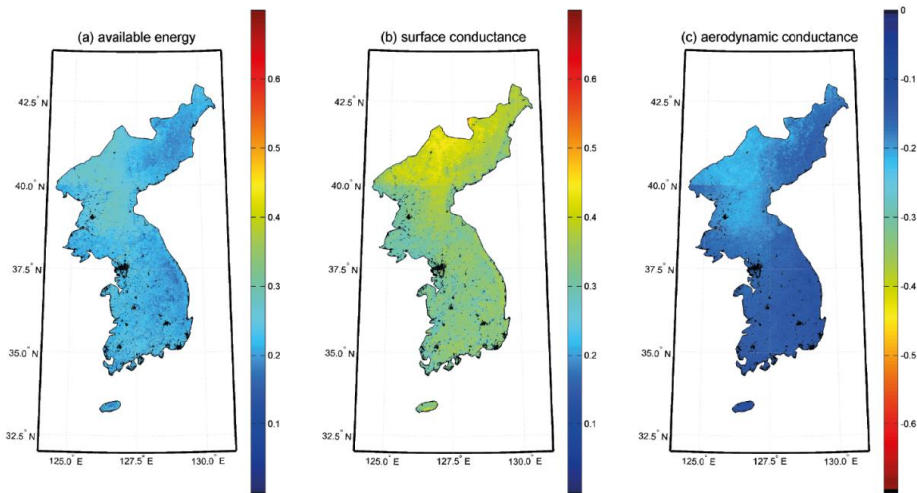 (a) available energy
(b) surface conductance
(c) aerodynamic conductance
42.5° N
40.0° N
37.5° N
35.0° N
32.5° N
125.0° E
127.5° E
130.0° E
0.6
0.5
0.4
0.3
0.2
0.1
42.5° N
40.0° N
37.5° N
35.0° N
32.5° N
125.0° E
127.5° E
130.0° E
0.6
0.5
0.4
0.3
0.2
0.1
42.5° N
40.0° N
37.5° N
35.0° N
32.5° N
125.0° E
127.5° E
130.0° E
0
-0.1
-0.2
-0.3
-0.4
-0.5
-0.6